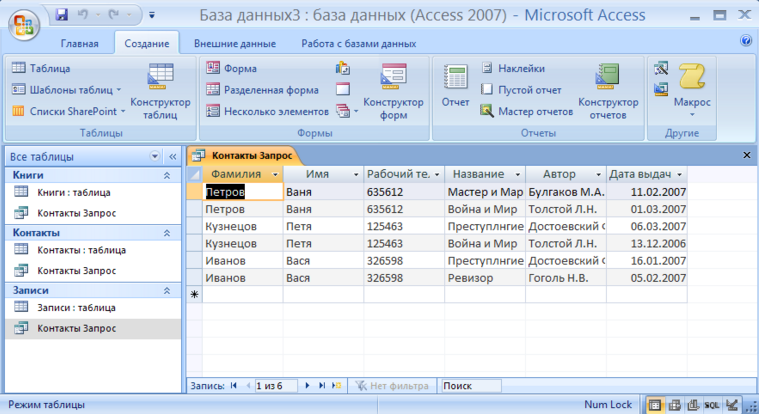 База данных3 : база данных (Access 2007) - Microsoft Access
Главная Создание Внешние данные Работа с базами данных
Таблица
Шаблоны таблиц
Списки SharePoint
Конструктор таблиц
Таблицы
Форма
Разделенная форма
Несколько элементов
Конструктор форм
Формы
Отчет
Наклейки
Пустой отчет
Мастер отчетов
Конструктор отчетов
Отчеты
Макрос
Другие
Все таблицы
Книги
Книги : таблица
Контакты Запрос
Контакты
Контакты : таблица
Контакты Запрос
Записи
Записи : таблица
Контакты Запрос
Контакты Запрос
Фамилия Имя Рабочий те. Название Автор Дата выдач
Петров Ваня 635612 Мастер и Мар Булгаков М.А. 11.02.2007
Петров Ваня 635612 Война и Мир Толстой Л.Н. 01.03.2007
Кузнецов Петя 125463 Преступлнгие Достоевский Ф 06.03.2007
Кузнецов Петя 125463 Война и Мир Толстой Л.Н. 13.12.2006
Иванов Вася 326598 Преступлнгие Достоевский Ф 16.01.2007
Иванов Вася 326598 Ревизор Гоголь Н.В. 05.02.2007
Запись: 1 из 6 Нет фильтра Поиск
Режим таблицы Num Lock SQL